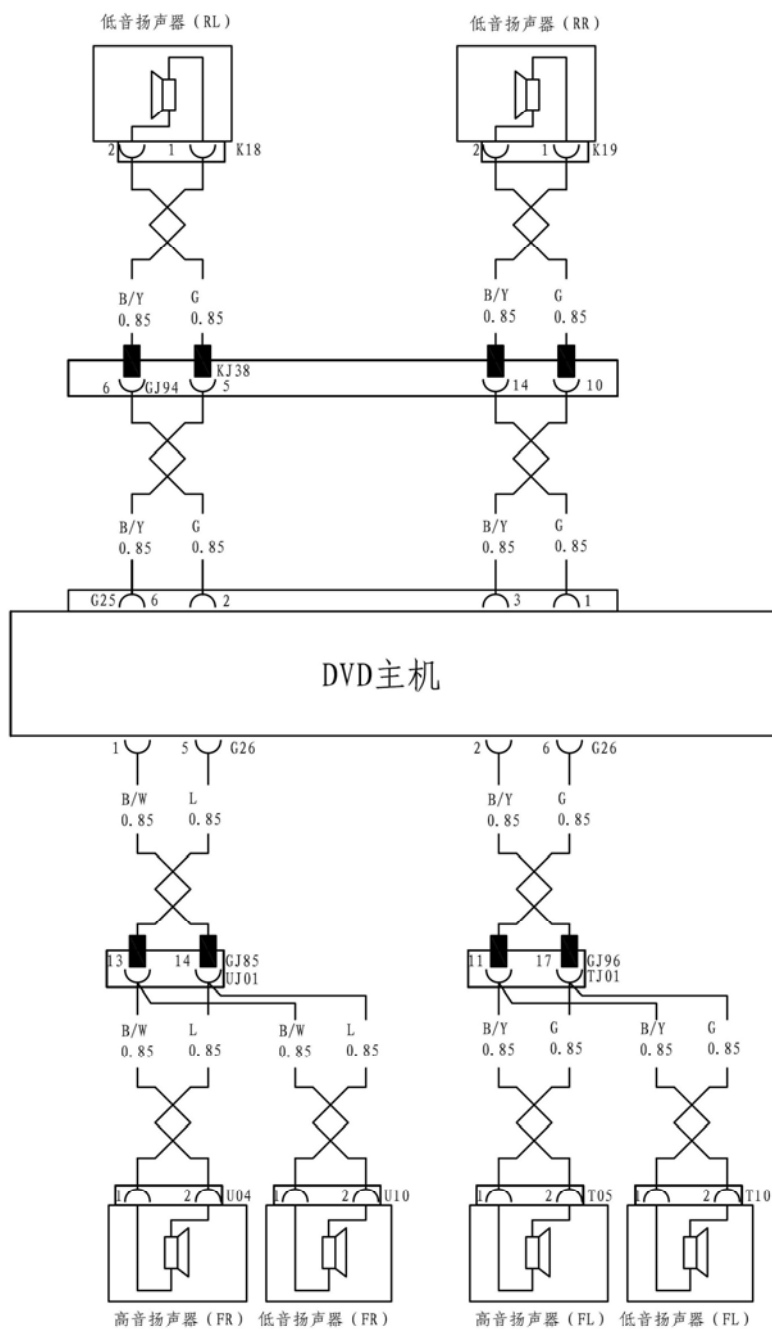 低音扬声器（RL） 低音扬声器（RR）
2 1 K18 2 1 K19
B/Y G B/Y G
0.85 0.85 0.85 0.85
KJ38
6 GJ94 5 14 10
B/Y G B/Y G
0.85 0.85 0.85 0.85
G25 6 2 3 1
DVD主机
1 5 G26 2 6 G26
B/W L B/Y G
0.85 0.85 0.85 0.85
13 14 GJ85 11 17 GJ96
UJ01 TJ01
B/W L B/W L B/Y G B/Y G
0.85 0.85 0.85 0.85 0.85 0.85 0.85 0.85
1 2 U04 1 2 U10 1 2 T05 1 2 T10
高音扬声器（FR） 低音扬声器（FR） 高音扬声器（FL） 低音扬声器（FL）